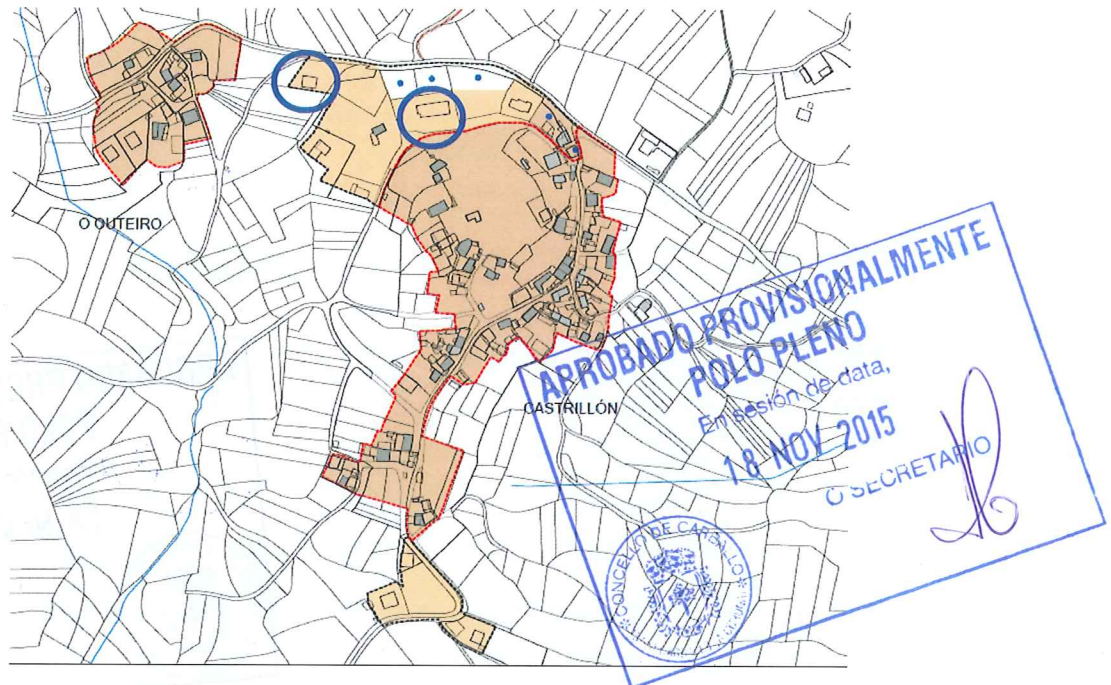 O OUTEIRO
CASTRILLÓN
APROBADO PROVISIONALMENTE
POLO PLENO
En sesión de data,
18 NOV. 2015
O SECRETARIO
CONCELLO DE CARBALLO